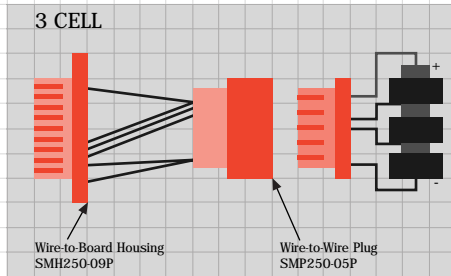 3 CELL
+
-
Wire-to-Board Housing
SMH250-09P
Wire-to-Wire Plug
SMP250-05P